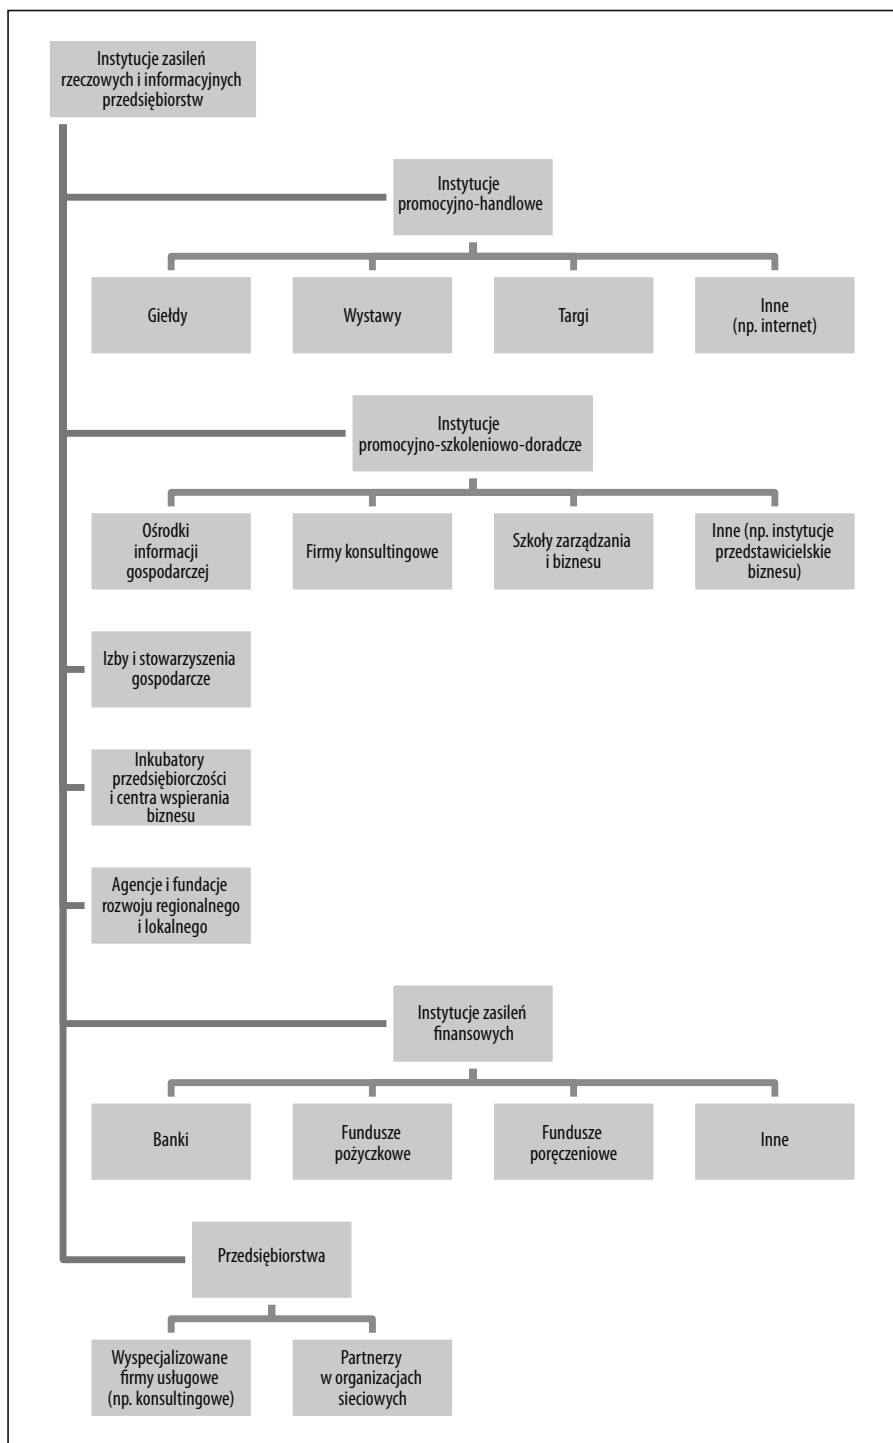 Instytucje zasileń
rzeczowych i informacyjnych
przedsiębiorstw
Instytucje
promocyjno-handlowe
Giełdy
Wystawy
Targi
Inne
(np. internet)
Instytucje
promocyjno-szkoleniowo-doradcze
Ośrodki
informacji
gospodarczej
Firmy konsultingowe
Szkoły zarządzania
i biznesu
Inne (np. instytucje
przedstawicielskie
biznesu)
Izby i stowarzyszenia
gospodarcze
Inkubatory
przedsiębiorczości
i centra wspierania
biznesu
Agencje i fundacje
rozwoju regionalnego
i lokalnego
Instytucje zasileń
finansowych
Banki
Fundusze
pożyczkowe
Fundusze
poręczeniowe
Inne
Przedsiębiorstwa
Wyspecjalizowane
firmy usługowe
(np. konsultingowe)
Partnerzy
w organizacjach
sieciowych